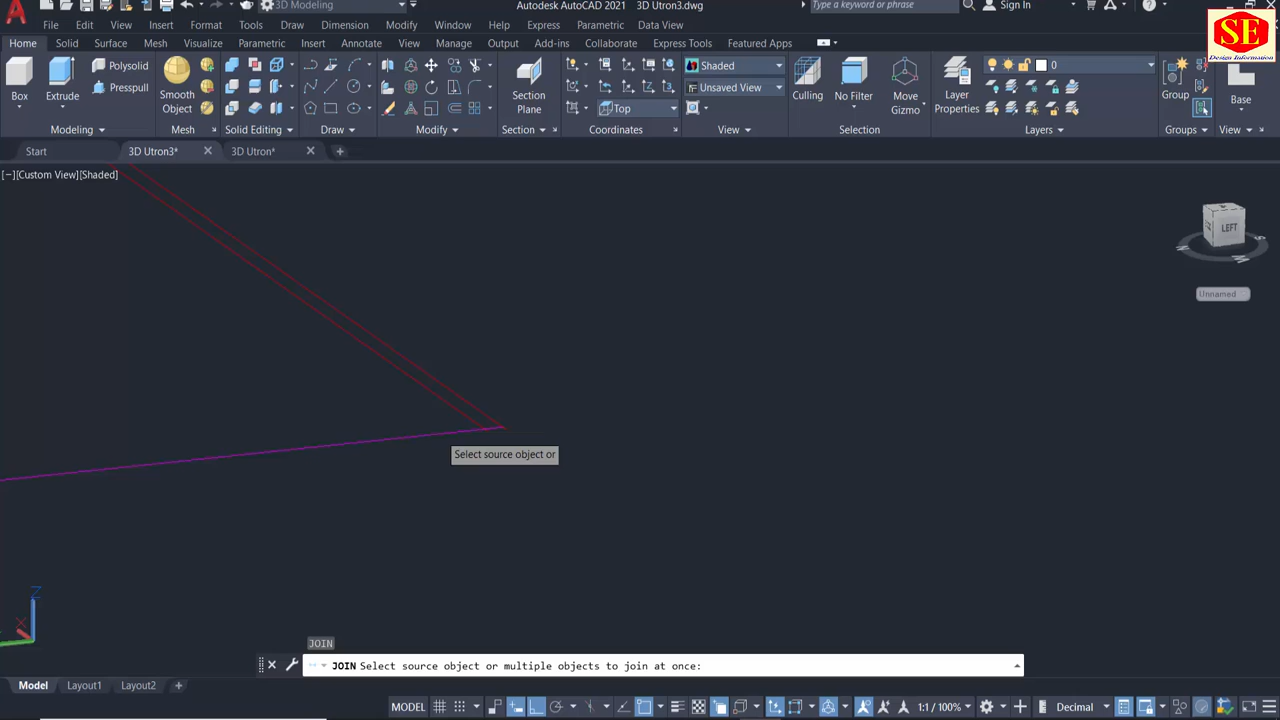 Autodesk AutoCAD 2021 3D Utron3.dwg
3D Modeling
Type a keyword or phrase
Sign In
SE
Design Information
File Edit View Insert Format Tools Draw Dimension Modify Window Help Express Parametric Data View
Home Solid Surface Mesh Visualize Parametric Insert Annotate View Manage Output Add-ins Collaborate Express Tools Featured Apps
Box
Extrude
Polysolid
Presspull
Smooth
Object
Section
Plane
Top
Shaded
Unsaved View
Culling
No Filter
Move
Gizmo
Layer
Properties
0
Group
Base
Modeling Mesh Solid Editing Draw Modify Section Coordinates View Selection Layers Groups View
Start 3D Utron3* 3D Utron*
[−][Custom View][Shaded]
LEFT
Unnamed
Select source object or
Z
X
JOIN
JOIN Select source object or multiple objects to join at once:
Model Layout1 Layout2
MODEL
1:1 / 100%
Decimal